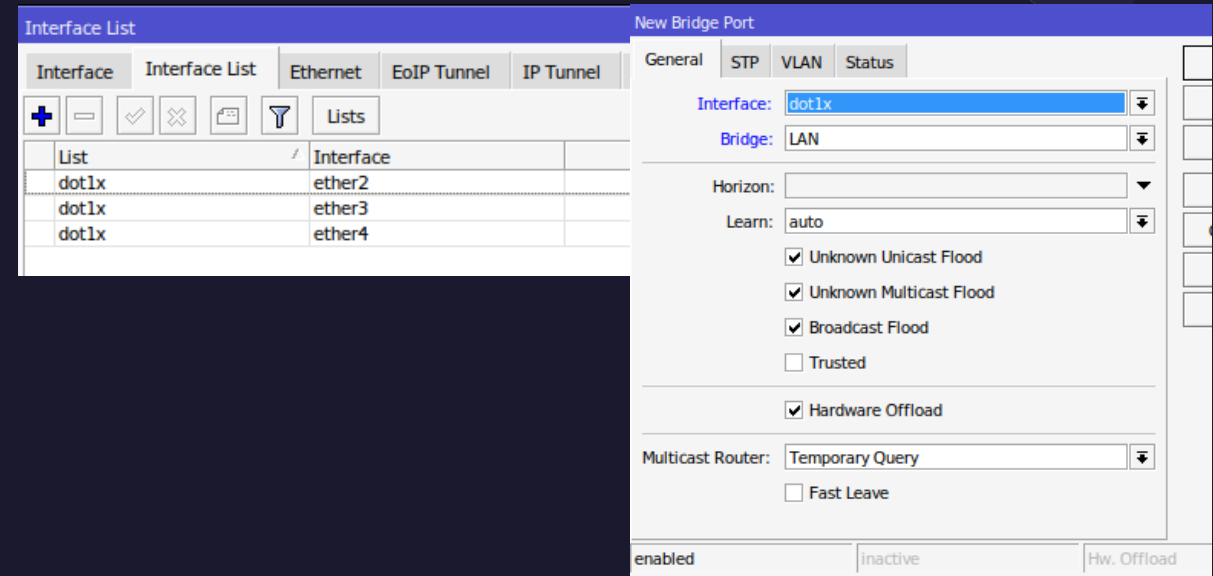 Interface List
Interface Interface List Ethernet EoIP Tunnel IP Tunnel
Lists
List Interface
dot1x ether2
dot1x ether3
dot1x ether4
New Bridge Port
General STP VLAN Status
Interface: dot1x
Bridge: LAN
Horizon:
Learn: auto
Unknown Unicast Flood
Unknown Multicast Flood
Broadcast Flood
Trusted
Hardware Offload
Multicast Router: Temporary Query
Fast Leave
enabled inactive Hw. Offload